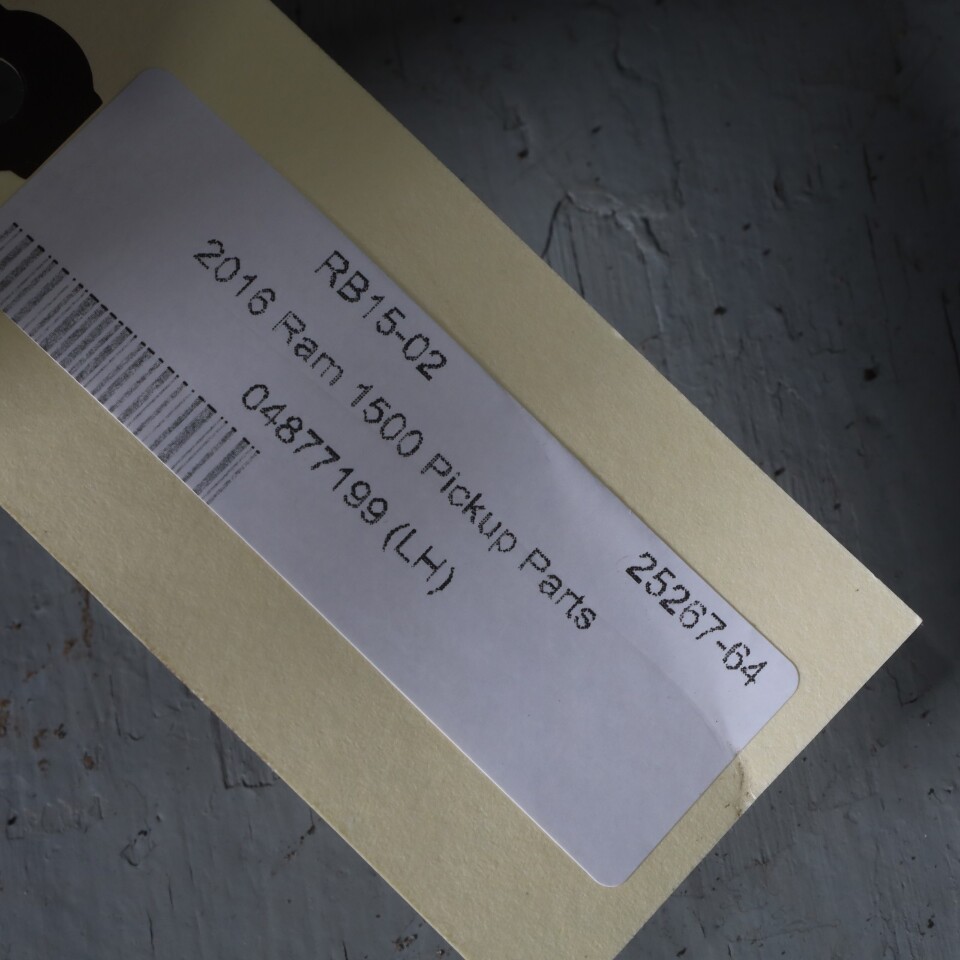 RB15-02 25267-64
2016 Ram 1500 Pickup Parts
04877199 (LH)